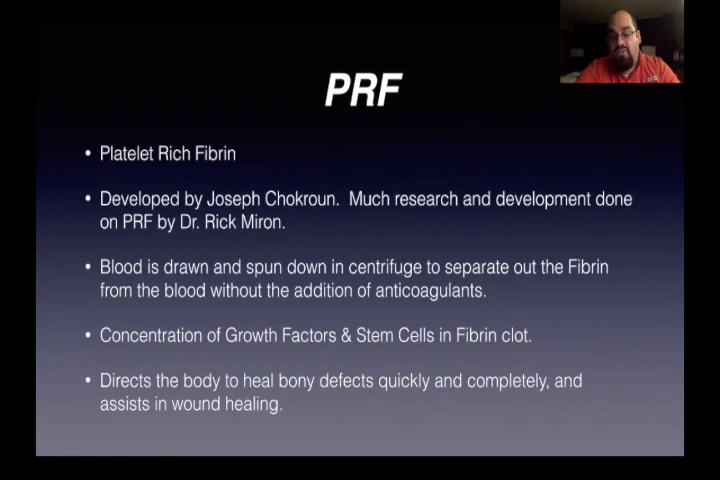 PRF
• Platelet Rich Fibrin
• Developed by Joseph Chokroun.  Much research and development done
on PRF by Dr. Rick Miron.
• Blood is drawn and spun down in centrifuge to separate out the Fibrin
from the blood without the addition of anticoagulants.
• Concentration of Growth Factors & Stem Cells in Fibrin clot.
• Directs the body to heal bony defects quickly and completely, and
assists in wound healing.